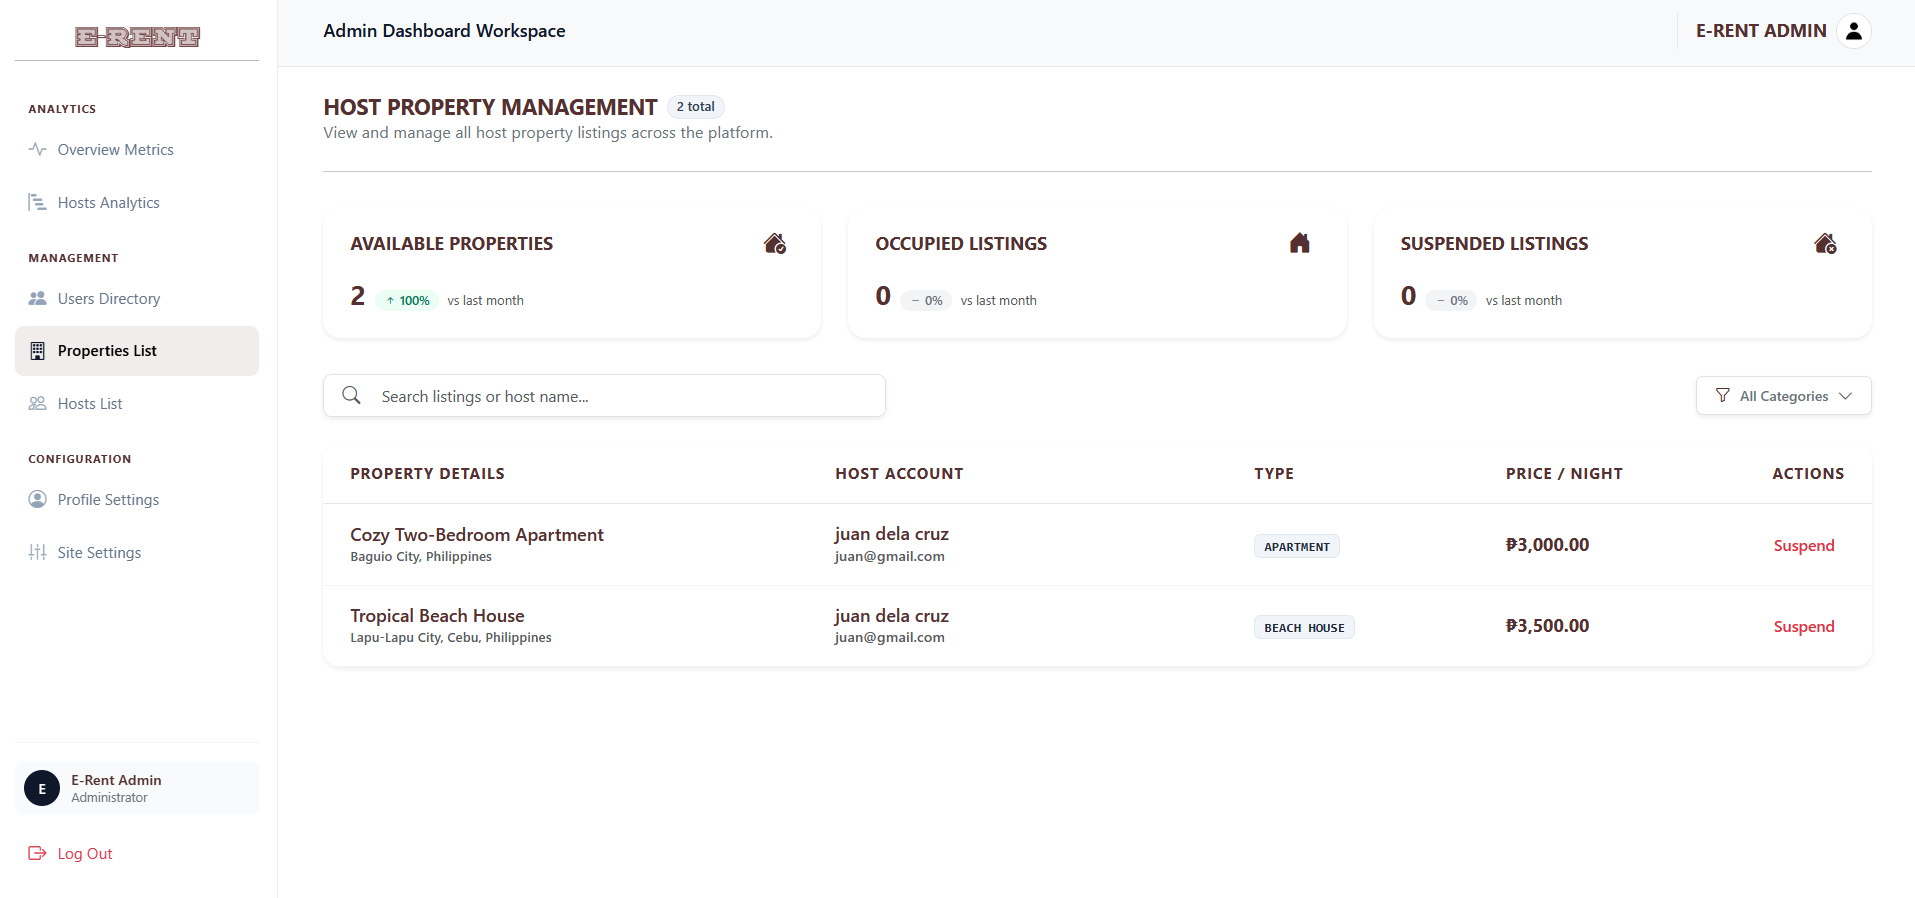 E-RENT
ANALYTICS
Overview Metrics
Hosts Analytics
MANAGEMENT
Users Directory
Properties List
Hosts List
CONFIGURATION
Profile Settings
Site Settings
E
E-Rent Admin
Administrator
Log Out
Admin Dashboard Workspace
E-RENT ADMIN
HOST PROPERTY MANAGEMENT 2 total
View and manage all host property listings across the platform.
AVAILABLE PROPERTIES
2 ↑ 100% vs last month
OCCUPIED LISTINGS
0 – 0% vs last month
SUSPENDED LISTINGS
0 – 0% vs last month
Search listings or host name...
All Categories
PROPERTY DETAILS HOST ACCOUNT TYPE PRICE / NIGHT ACTIONS
Cozy Two-Bedroom Apartment juan dela cruz
Baguio City, Philippines juan@gmail.com APARTMENT ₱3,000.00 Suspend
Tropical Beach House juan dela cruz
Lapu-Lapu City, Cebu, Philippines juan@gmail.com BEACH HOUSE ₱3,500.00 Suspend